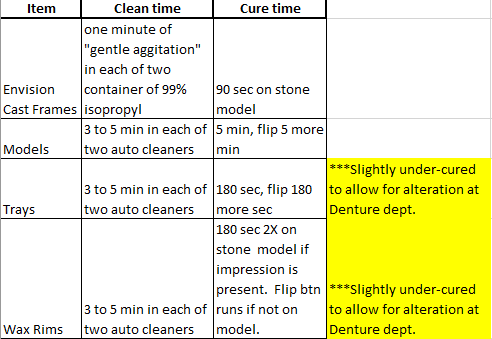 Item Clean time Cure time
one minute of
"gentle aggitation"
in each of two
Envision container of 99% 90 sec on stone
Cast Frames isopropyl model
3 to 5 min in each of 5 min, flip 5 more
Models two auto cleaners min
***Slightly under-cured
3 to 5 min in each of 180 sec, flip 180 to allow for alteration at
Trays two auto cleaners more sec Denture dept.
180 sec 2X on
stone model if
impression is
present. Flip btn ***Slightly under-cured
3 to 5 min in each of runs if not on to allow for alteration at
Wax Rims two auto cleaners model. Denture dept.